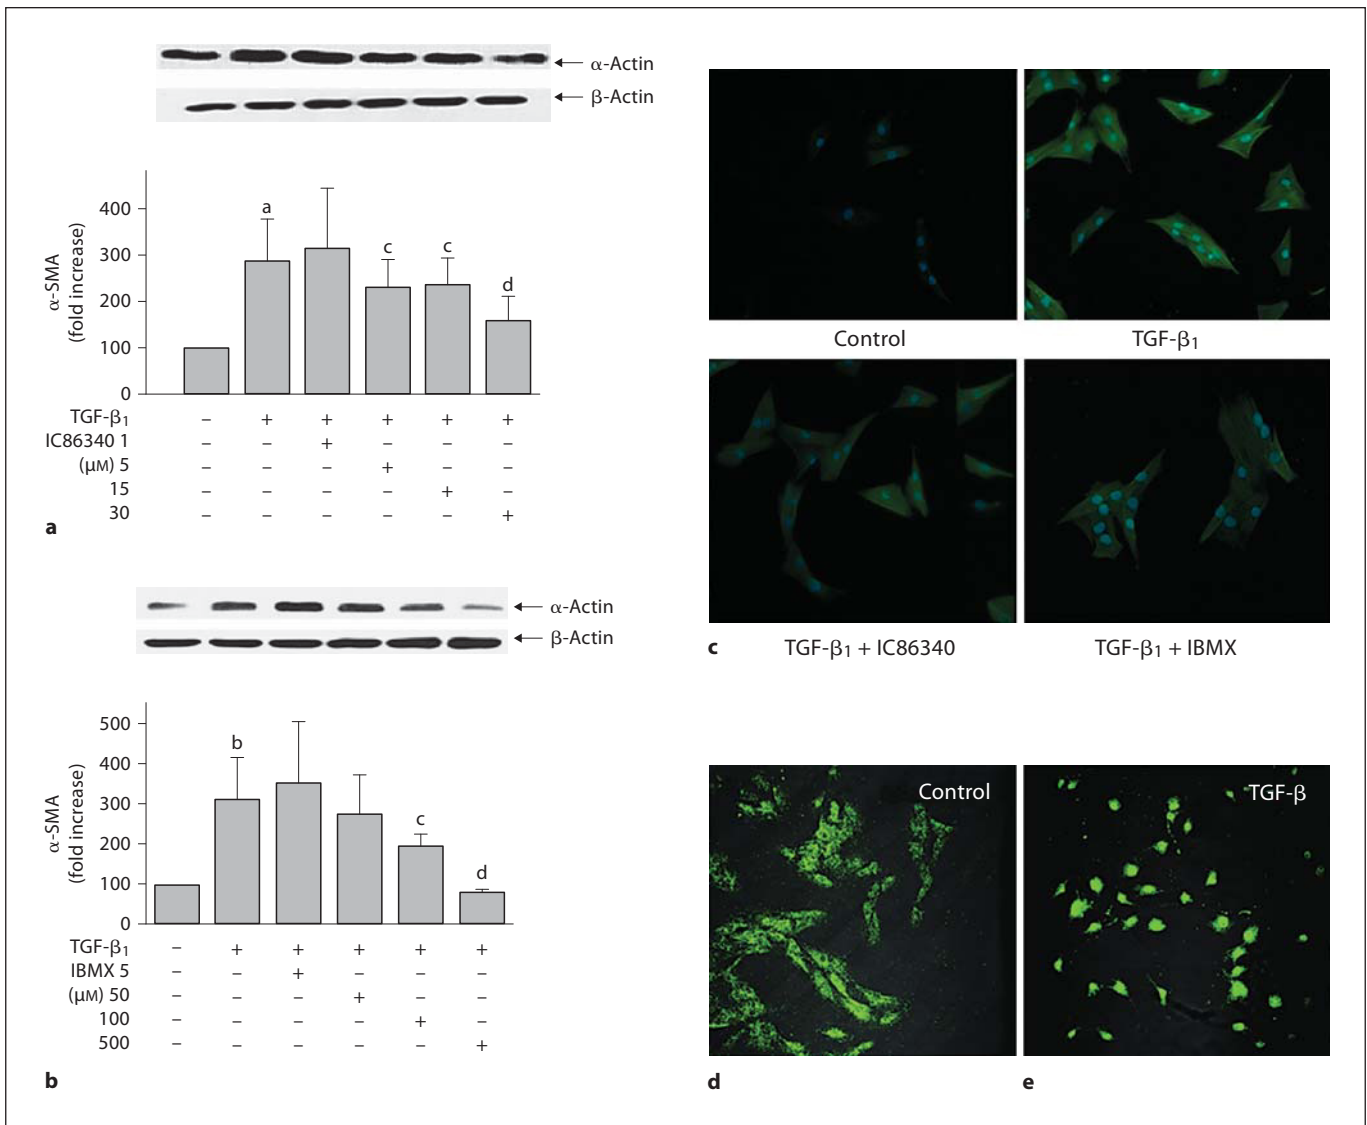 α-Actin
β-Actin
400
300
200
100
0
α-SMA
(fold increase)
a
c
c
d
TGF-β1 – + + + + +
IC86340 1 – – + – – –
(μM) 5 – – – + – –
15 – – – – + –
30 – – – – – +
a
α-Actin
β-Actin
500
400
300
200
100
0
α-SMA
(fold increase)
b
c
d
TGF-β1 – + + + + +
IBMX 5 – – + – – –
(μM) 50 – – – + – –
100 – – – – + –
500 – – – – – +
b
Control
TGF-β1
c
TGF-β1 + IC86340
TGF-β1 + IBMX
Control
TGF-β
d
e